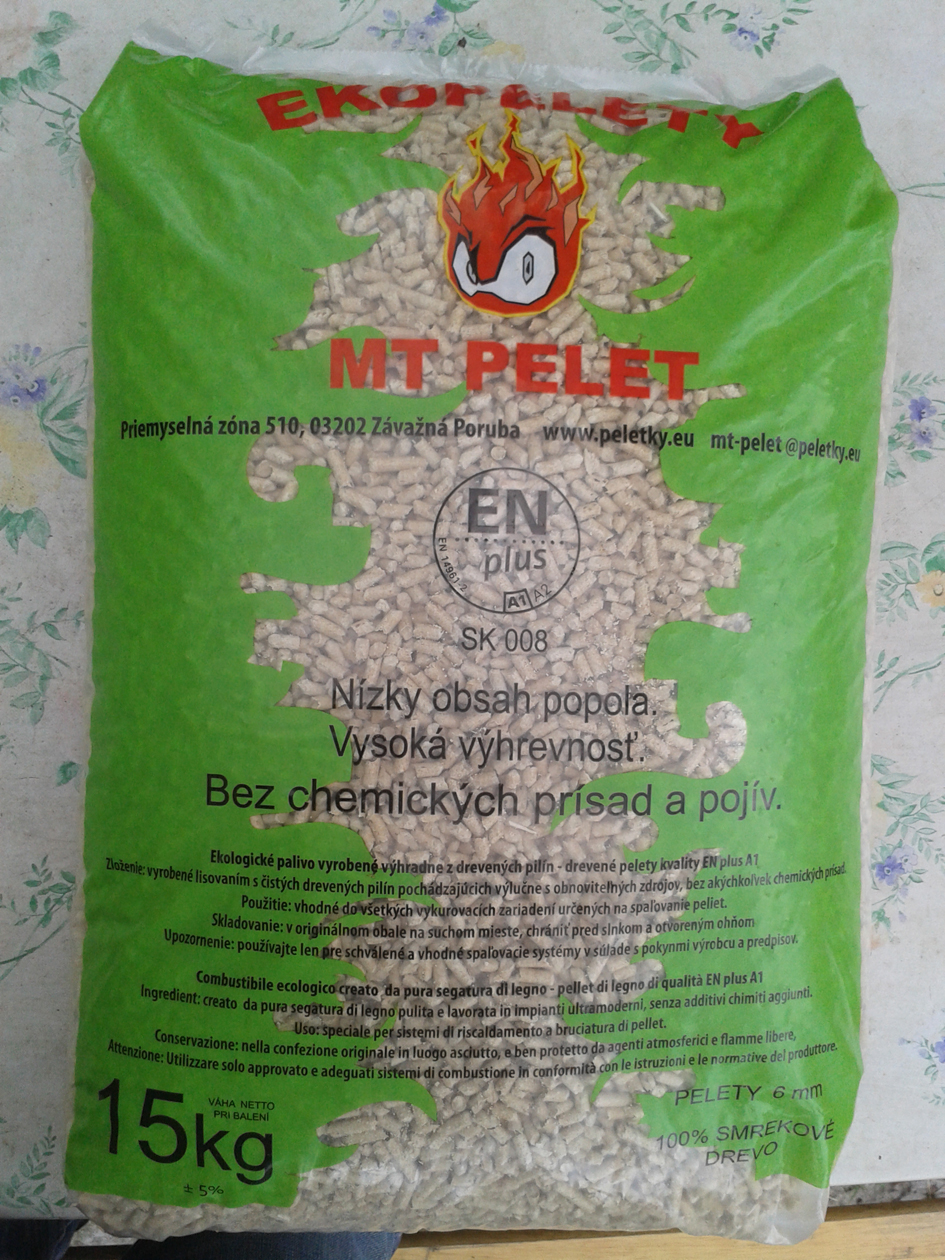 EKOPELETY
MT PELET
Priemyselná zóna 510, 03202 Závažná Poruba www.peletky.eu mt-pelet @peletky.eu
EN
plus
EN 14961-2
A1 A2
SK 008
Nízky obsah popola.
Vysoká výhrevnosť.
Bez chemických prísad a pojív.
Ekologické palivo vyrobené výhradne z drevených pilín - drevené pelety kvality EN plus A1
Zloženie: vyrobené lisovaním s čistých drevených pilín pochádzajúcich výlučne s obnoviteľných zdrojov, bez akýchkoľvek chemických prísad.
Použitie: vhodné do všetkých vykurovacích zariadení určených na spaľovanie peliet.
Skladovanie: v originálnom obale na suchom mieste, chrániť pred slnkom a otvoreným ohňom
Upozornenie: používajte len pre schválené a vhodné spaľovacie systémy v súlade s pokynmi výrobcu a predpisov.
Combustibile ecologico creato da pura segatura di legno - pellet di legno di qualità EN plus A1
Ingredient: creato da pura segatura di legno pulita e lavorata in impianti ultramoderni, senza additivi chimiti aggiunti.
Uso: speciale per sistemi di riscaldamento a bruciatura di pellet.
Conservazione: nella confezione originale in luogo asciutto, e ben protetto da agenti atmosferici e flamme libere,
Attenzione: Utilizzare solo approvato e adeguati sistemi di combustione in conformità con le istruzioni e le normative del produttore.
15kg
VÁHA NETTO
PRI BALENÍ
± 5%
PELETY 6 mm
100% SMREKOVÉ
DREVO